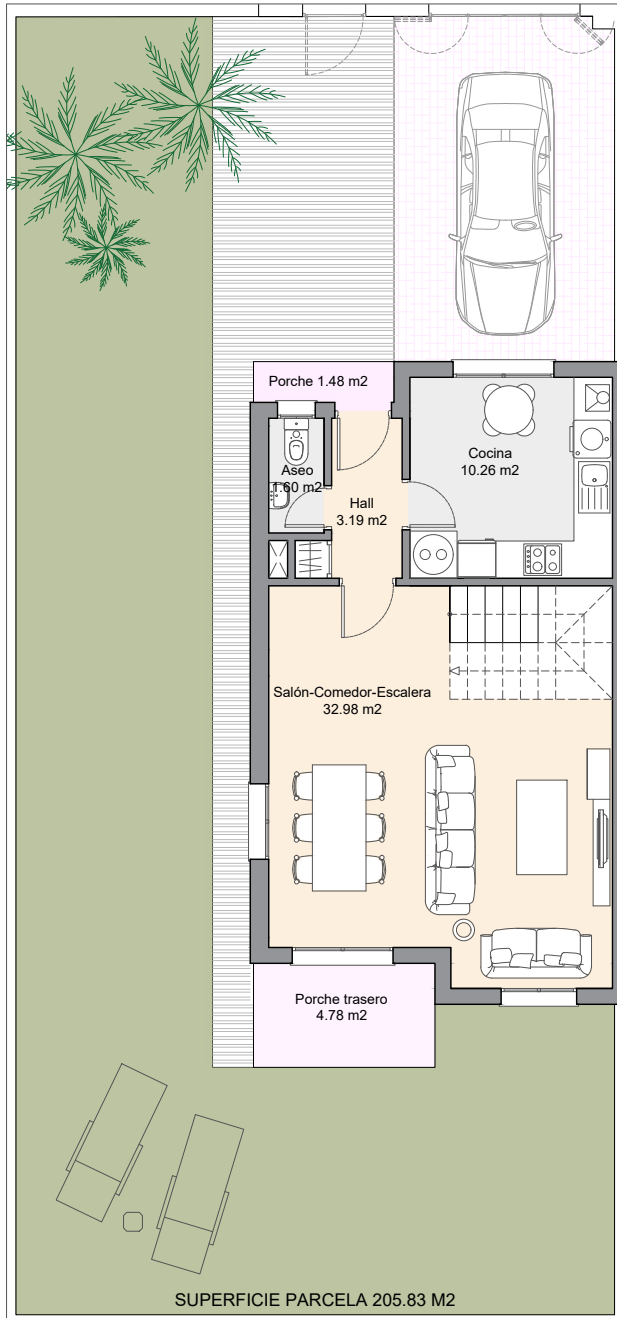 Porche 1.48 m2
Cocina
10.26 m2
Aseo
1.60 m2
Hall
3.19 m2
Salón-Comedor-Escalera
32.98 m2
Porche trasero
4.78 m2
SUPERFICIE PARCELA 205.83 M2